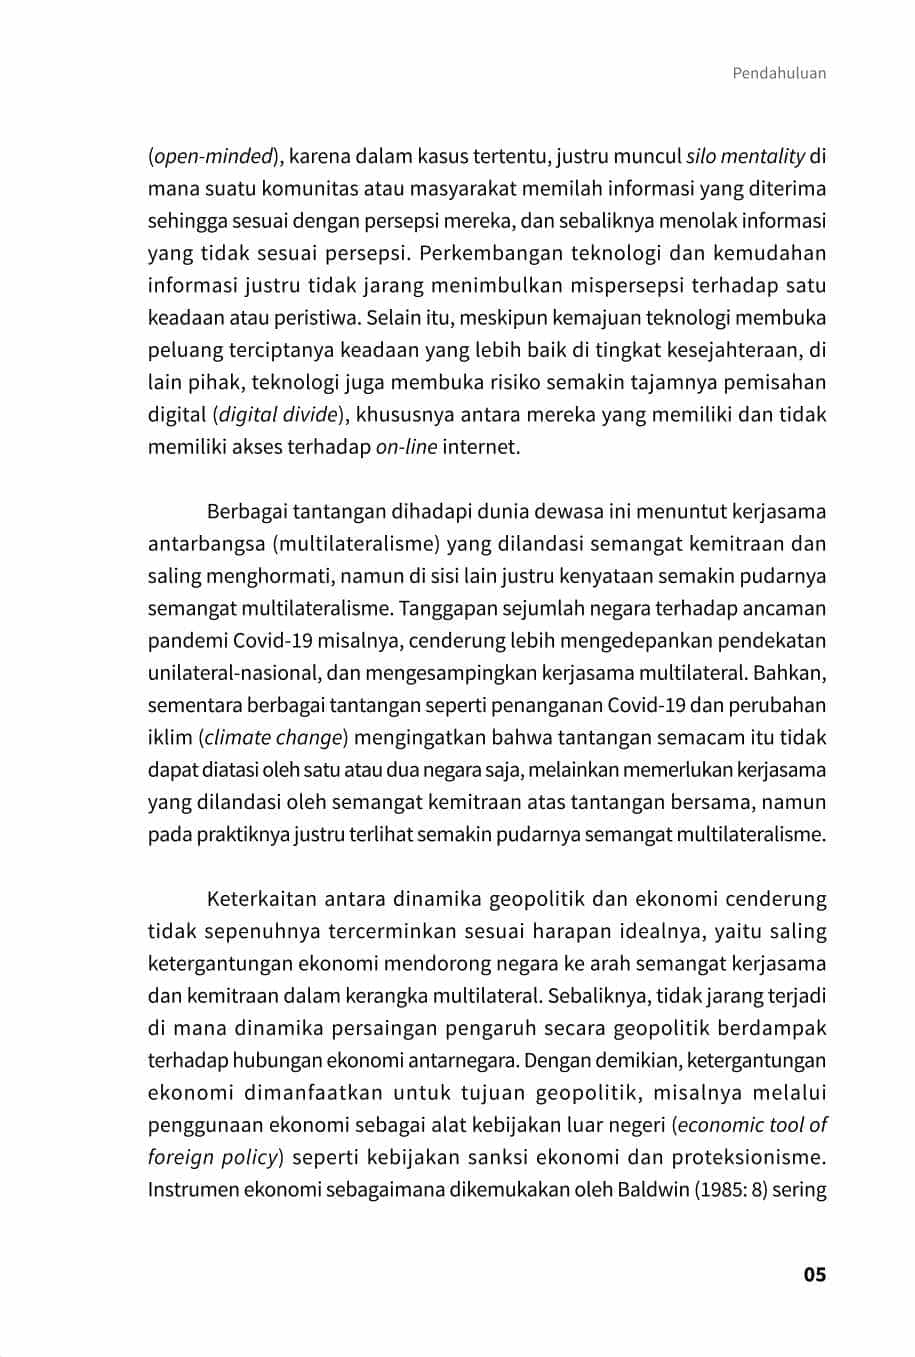 Pendahuluan
(open-minded), karena dalam kasus tertentu, justru muncul silo mentality di
mana suatu komunitas atau masyarakat memilah informasi yang diterima
sehingga sesuai dengan persepsi mereka, dan sebaliknya menolak informasi
yang tidak sesuai persepsi. Perkembangan teknologi dan kemudahan
informasi justru tidak jarang menimbulkan mispersepsi terhadap satu
keadaan atau peristiwa. Selain itu, meskipun kemajuan teknologi membuka
peluang terciptanya keadaan yang lebih baik di tingkat kesejahteraan, di
lain pihak, teknologi juga membuka risiko semakin tajamnya pemisahan
digital (digital divide), khususnya antara mereka yang memiliki dan tidak
memiliki akses terhadap on-line internet.
Berbagai tantangan dihadapi dunia dewasa ini menuntut kerjasama
antarbangsa (multilateralisme) yang dilandasi semangat kemitraan dan
saling menghormati, namun di sisi lain justru kenyataan semakin pudarnya
semangat multilateralisme. Tanggapan sejumlah negara terhadap ancaman
pandemi Covid-19 misalnya, cenderung lebih mengedepankan pendekatan
unilateral-nasional, dan mengesampingkan kerjasama multilateral. Bahkan,
sementara berbagai tantangan seperti penanganan Covid-19 dan perubahan
iklim (climate change) mengingatkan bahwa tantangan semacam itu tidak
dapat diatasi oleh satu atau dua negara saja, melainkan memerlukan kerjasama
yang dilandasi oleh semangat kemitraan atas tantangan bersama, namun
pada praktiknya justru terlihat semakin pudarnya semangat multilateralisme.
Keterkaitan antara dinamika geopolitik dan ekonomi cenderung
tidak sepenuhnya tercerminkan sesuai harapan idealnya, yaitu saling
ketergantungan ekonomi mendorong negara ke arah semangat kerjasama
dan kemitraan dalam kerangka multilateral. Sebaliknya, tidak jarang terjadi
di mana dinamika persaingan pengaruh secara geopolitik berdampak
terhadap hubungan ekonomi antarnegara. Dengan demikian, ketergantungan
ekonomi dimanfaatkan untuk tujuan geopolitik, misalnya melalui
penggunaan ekonomi sebagai alat kebijakan luar negeri (economic tool of
foreign policy) seperti kebijakan sanksi ekonomi dan proteksionisme.
Instrumen ekonomi sebagaimana dikemukakan oleh Baldwin (1985: 8) sering
05